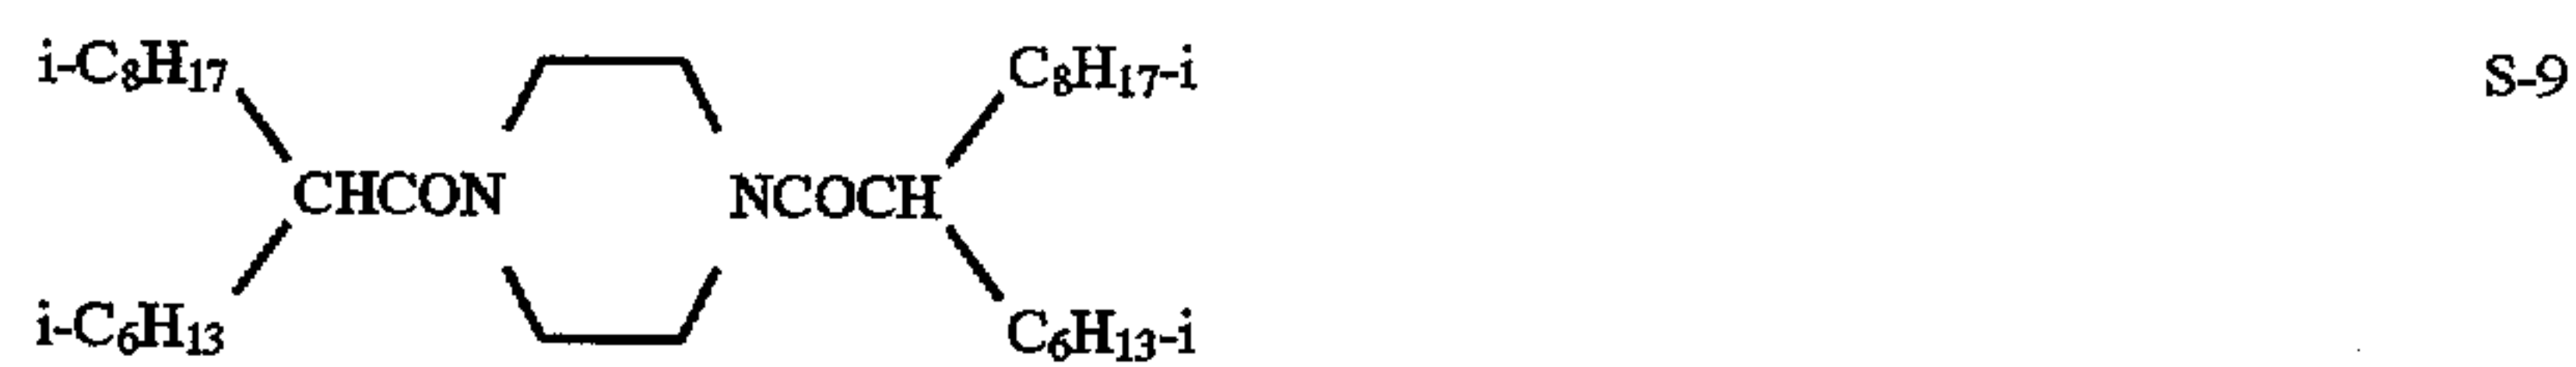 i-C₈H₁₇ C₈H₁₇-i S-9
CHCON NCOCH
i-C₆H₁₃ C₆H₁₃-i